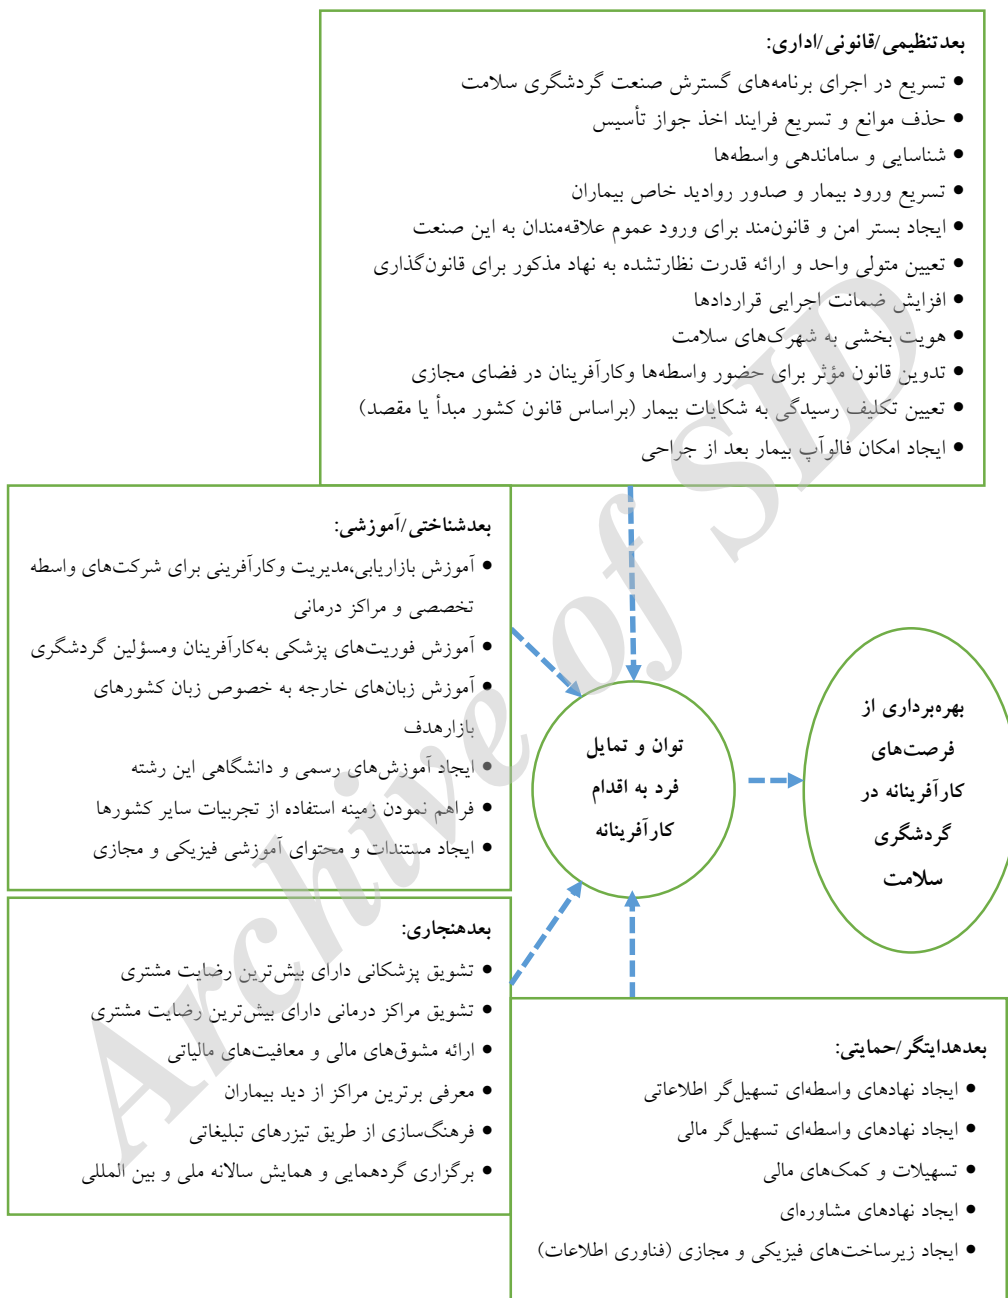 بعدتنظیمی/قانونی/اداری:
• تسریع در اجرای برنامه‌های گسترش صنعت گردشگری سلامت
• حذف موانع و تسریع فرایند اخذ جواز تأسیس
• شناسایی و ساماندهی واسطه‌ها
• تسریع ورود بیمار و صدور روادید خاص بیماران
• ایجاد بستر امن و قانون‌مند برای ورود عموم علاقه‌مندان به این صنعت
• تعیین متولی واحد و ارائه قدرت نظارتشده به نهاد مذکور برای قانون‌گذاری
• افزایش ضمانت اجرایی قراردادها
• هویت بخشی به شهرک‌های سلامت
• تدوین قانون مؤثر برای حضور واسطه‌ها وکارآفرینان در فضای مجازی
• تعیین تکلیف رسیدگی به شکایات بیمار (براساس قانون کشور مبدأ یا مقصد)
• ایجاد امکان فالوآپ بیمار بعد از جراحی
بعدشناختی/آموزشی:
• آموزش بازاریابی،مدیریت وکارآفرینی برای شرکت‌های واسطه
تخصصی و مراکز درمانی
• آموزش فوریت‌های پزشکی به‌کارآفرینان ومسؤلین گردشگری
• آموزش زبان‌های خارجه به خصوص زبان کشورهای
بازارهدف
• ایجاد آموزش‌های رسمی و دانشگاهی این رشته
• فراهم نمودن زمینه استفاده از تجربیات سایر کشورها
• ایجاد مستندات و محتوای آموزشی فیزیکی و مجازی
توان و تمایل
فرد به اقدام
کارآفرینانه
بهره‌برداری از
فرصت‌های
کارآفرینانه در
گردشگری
سلامت
بعدهنجاری:
• تشویق پزشکانی دارای بیش‌ترین رضایت مشتری
• تشویق مراکز درمانی دارای بیش‌ترین رضایت مشتری
• ارائه مشوق‌های مالی و معافیت‌های مالیاتی
• معرفی برترین مراکز از دید بیماران
• فرهنگ‌سازی از طریق تیزرهای تبلیغاتی
• برگزاری گردهمایی و همایش سالانه ملی و بین المللی
بعدهدایتگر/حمایتی:
• ایجاد نهادهای واسطه‌ای تسهیل‌گر اطلاعاتی
• ایجاد نهادهای واسطه‌ای تسهیل‌گر مالی
• تسهیلات و کمک‌های مالی
• ایجاد نهادهای مشاوره‌ای
• ایجاد زیرساخت‌های فیزیکی و مجازی (فناوری اطلاعات)
Archive of SID